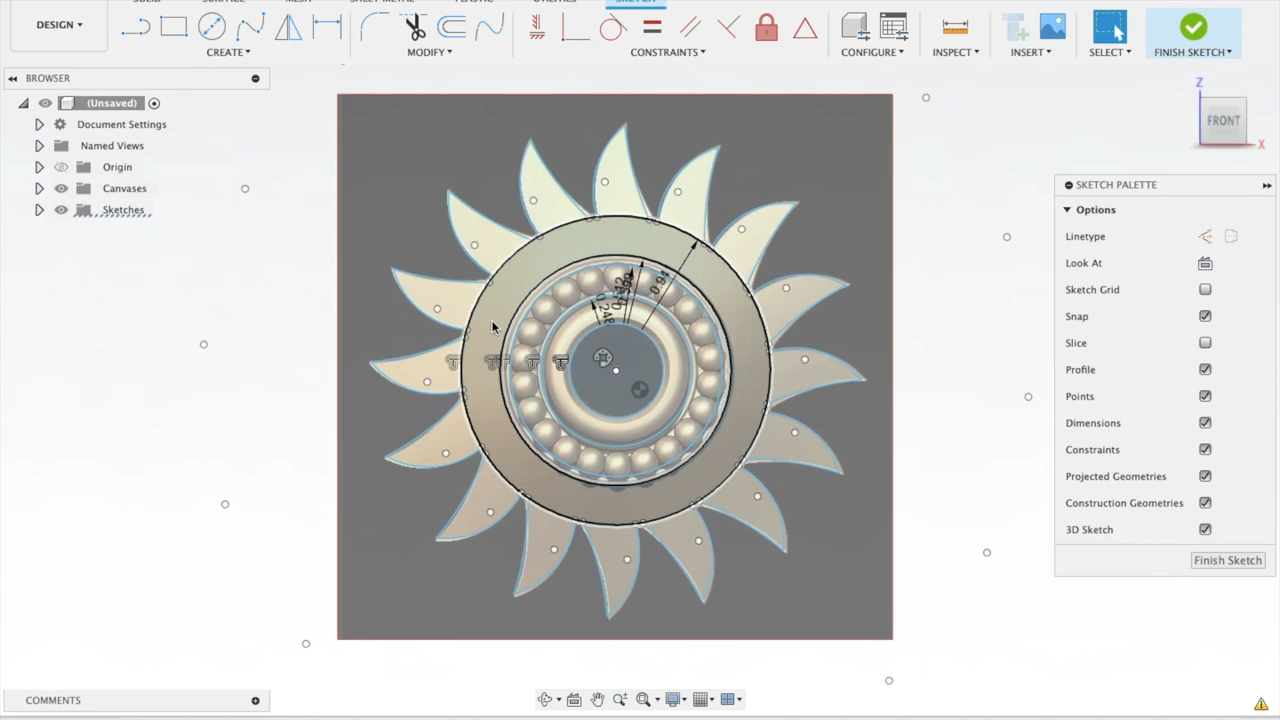 DESIGN
CREATE
MODIFY
CONSTRAINTS
CONFIGURE
INSPECT
INSERT
SELECT
FINISH SKETCH
BROWSER
(Unsaved)
Document Settings
Named Views
Origin
Canvases
Sketches
Z
FRONT
X
SKETCH PALETTE
Options
Linetype
Look At
Sketch Grid
Snap
Slice
Profile
Points
Dimensions
Constraints
Projected Geometries
Construction Geometries
3D Sketch
Finish Sketch
COMMENTS